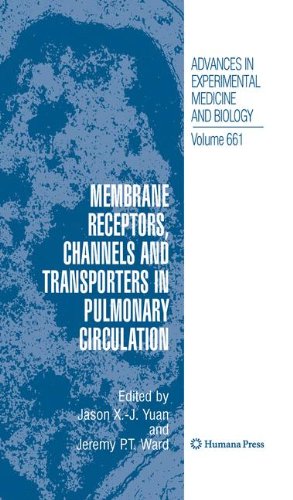 ADVANCES IN
EXPERIMENTAL
MEDICINE
AND BIOLOGY
Volume 661
MEMBRANE
RECEPTORS,
CHANNELS AND
TRANSPORTERS IN
PULMONARY
CIRCULATION
Edited by
Jason X.-J. Yuan
and
Jeremy P.T. Ward
Humana Press